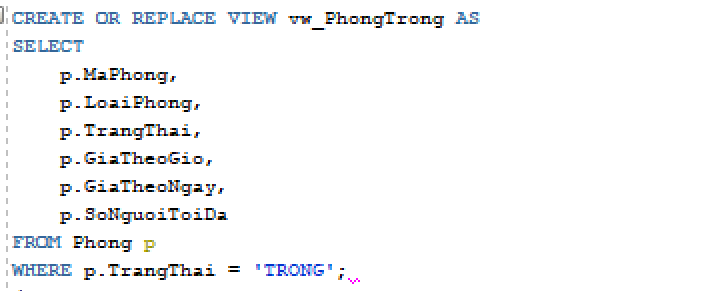 CREATE OR REPLACE VIEW vw_PhongTrong AS
SELECT
p.MaPhong,
p.LoaiPhong,
p.TrangThai,
p.GiaTheoGio,
p.GiaTheoNgay,
p.SoNguoiToiDa
FROM Phong p
WHERE p.TrangThai = 'TRONG';